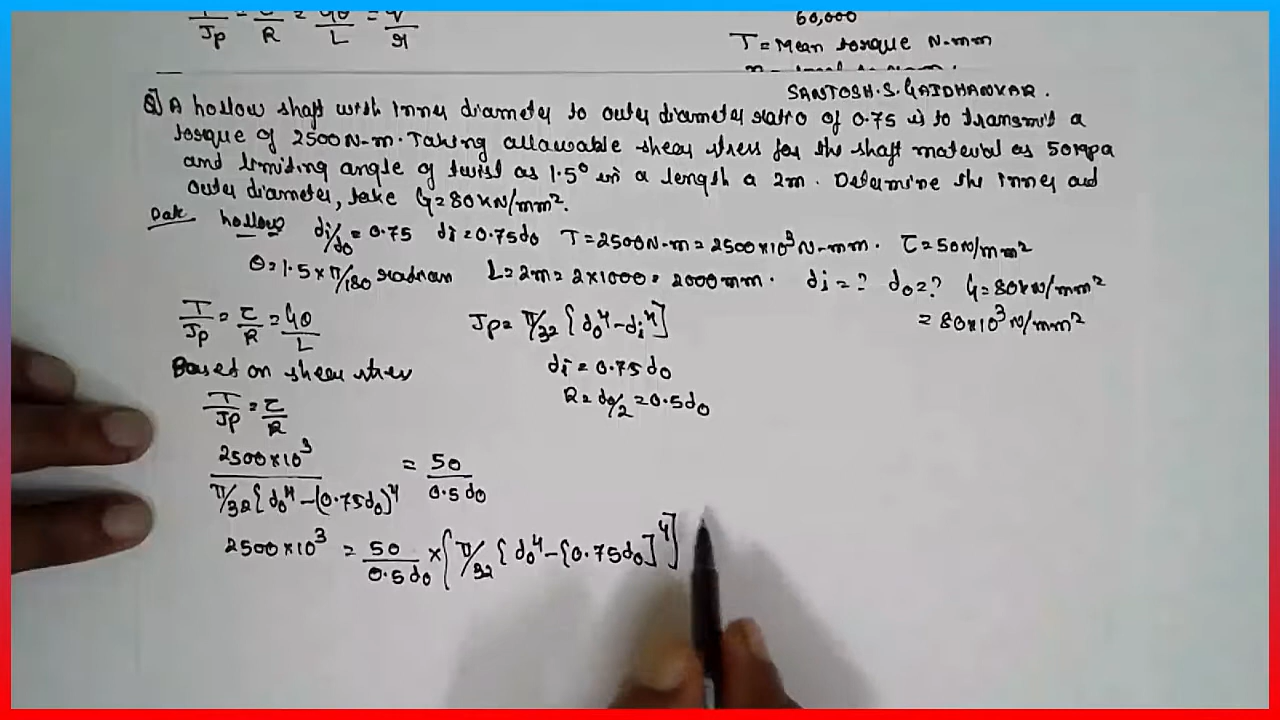 T/Jp = τ/R = Gθ/L = q/r
60,000
T = Mean torque N-mm
SANTOSH.S.GAIDHANKAR.
Q] A hollow shaft with inner diameter to outer diameter ratio of 0.75 is to transmit a
torque of 2500 N-m. Taking allowable shear stress for the shaft material as 50 Mpa
and limiting angle of twist as 1.5° in a length a 2m. Determine the inner and
outer diameter, take G=80 KN/mm².
Data hollow di/do = 0.75 di = 0.75do T = 2500 N-m = 2500×10³ N-mm. τ = 50 N/mm²
θ = 1.5 × π/180 radian L = 2m = 2×1000 = 2000mm. di = ? do = ? G = 80 KN/mm²
= 80×10³ N/mm²
T/Jp = τ/R = Gθ/L Jp = π/32 [do⁴-di⁴]
Based on shear stress di = 0.75do
R = do/2 = 0.5do
T/Jp = τ/R
2500×10³ / π/32 {do⁴-(0.75do)⁴ = 50/0.5do
2500×10³ = 50/0.5do × [π/32 {do⁴-{0.75do]⁴]